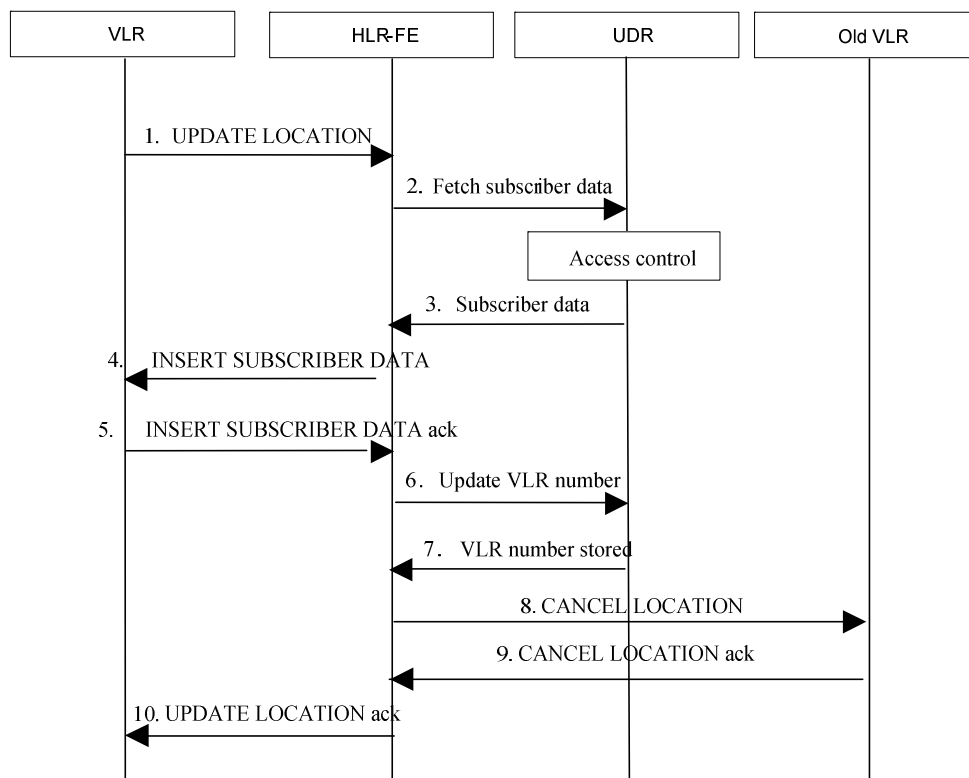 VLR
HLR-FE
UDR
Old VLR
1. UPDATE LOCATION
2. Fetch subscriber data
Access control
3. Subscriber data
4. INSERT SUBSCRIBER DATA
5. INSERT SUBSCRIBER DATA ack
6. Update VLR number
7. VLR number stored
8. CANCEL LOCATION
9. CANCEL LOCATION ack
10. UPDATE LOCATION ack